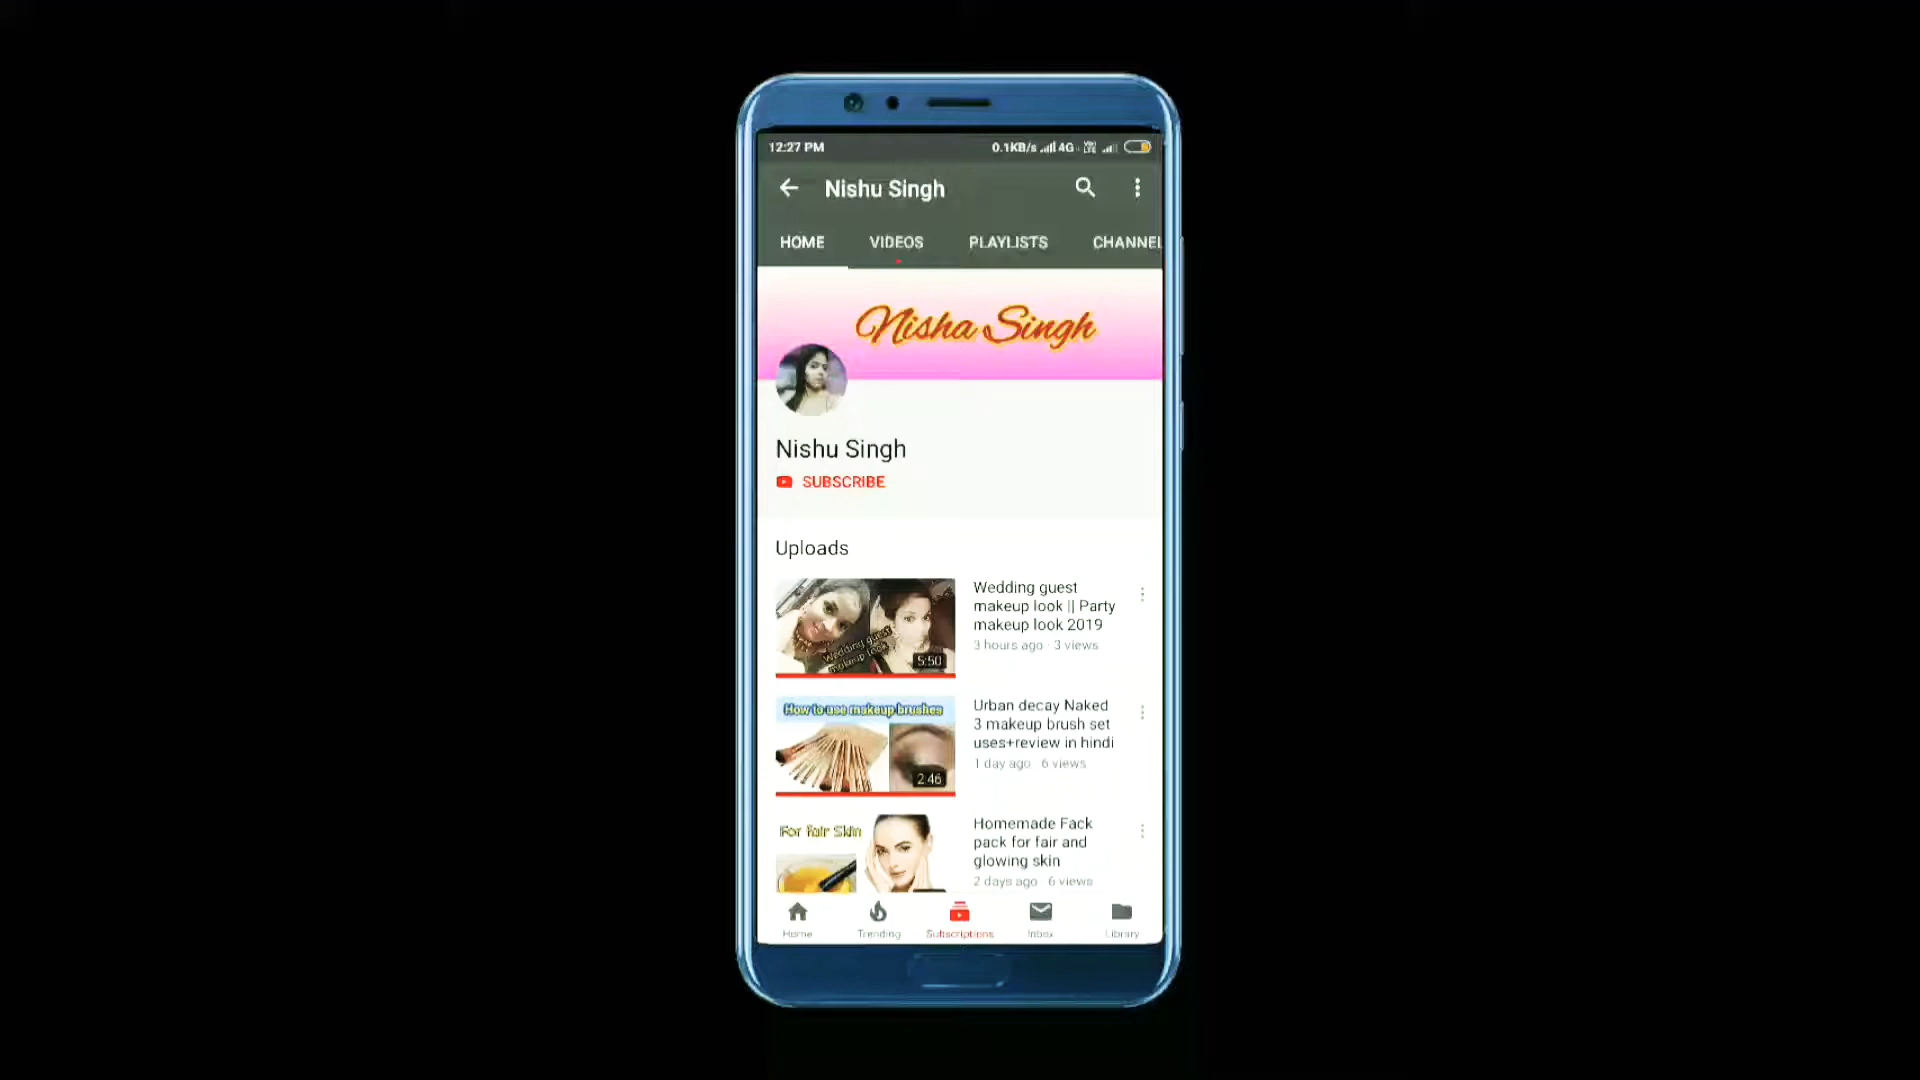 12:27 PM
0.1KB/s 4G
Nishu Singh
HOME VIDEOS PLAYLISTS CHANNEL
Nisha Singh
Nishu Singh
SUBSCRIBE
Uploads
Wedding guest
makeup look
5:50
Wedding guest
makeup look || Party
makeup look 2019
3 hours ago · 3 views
How to use makeup brushes
2:46
Urban decay Naked
3 makeup brush set
uses+review in hindi
1 day ago · 6 views
For fair Skin
Homemade Fack
pack for fair and
glowing skin
2 days ago · 6 views
Home Trending Subscriptions Inbox Library